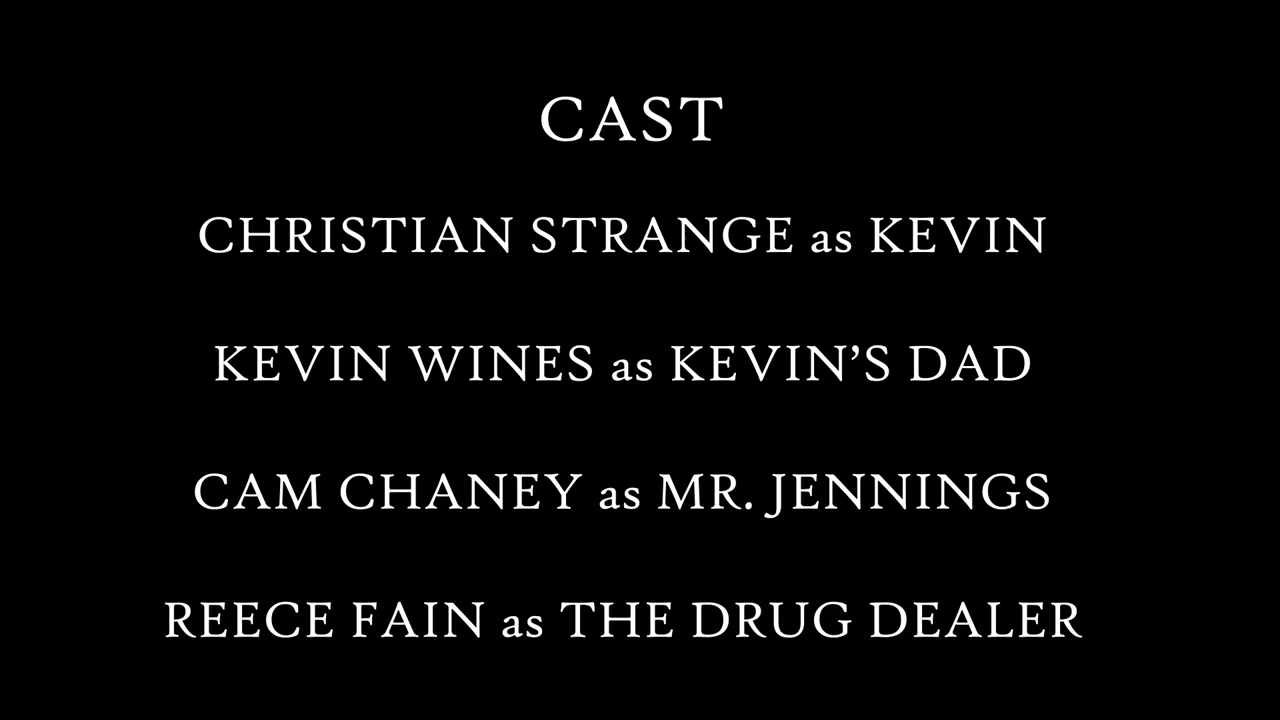 CAST
CHRISTIAN STRANGE as KEVIN
KEVIN WINES as KEVIN’S DAD
CAM CHANEY as MR. JENNINGS
REECE FAIN as THE DRUG DEALER